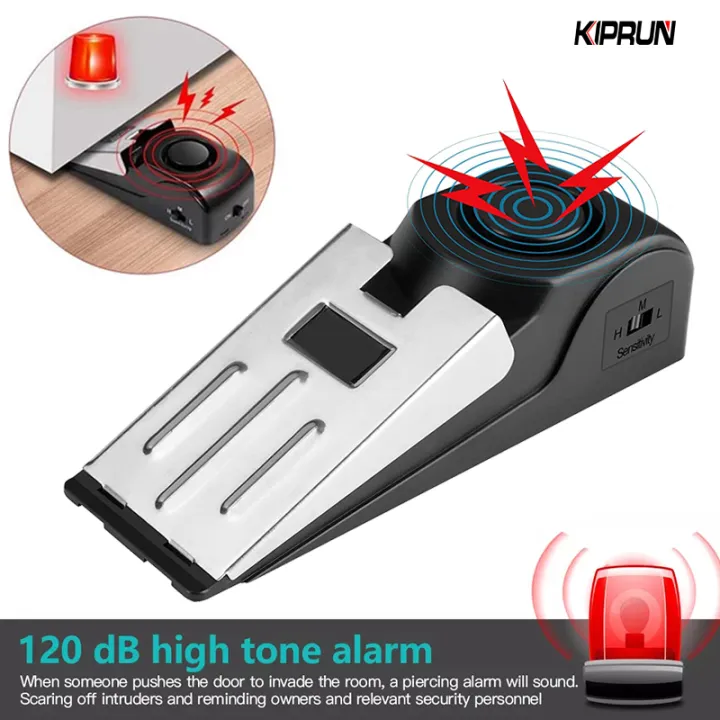 KIPRUN
M
H L
Sensitivity
120 dB high tone alarm
When someone pushes the door to invade the room, a piercing alarm will sound.
Scaring off intruders and reminding owners and relevant security personnel